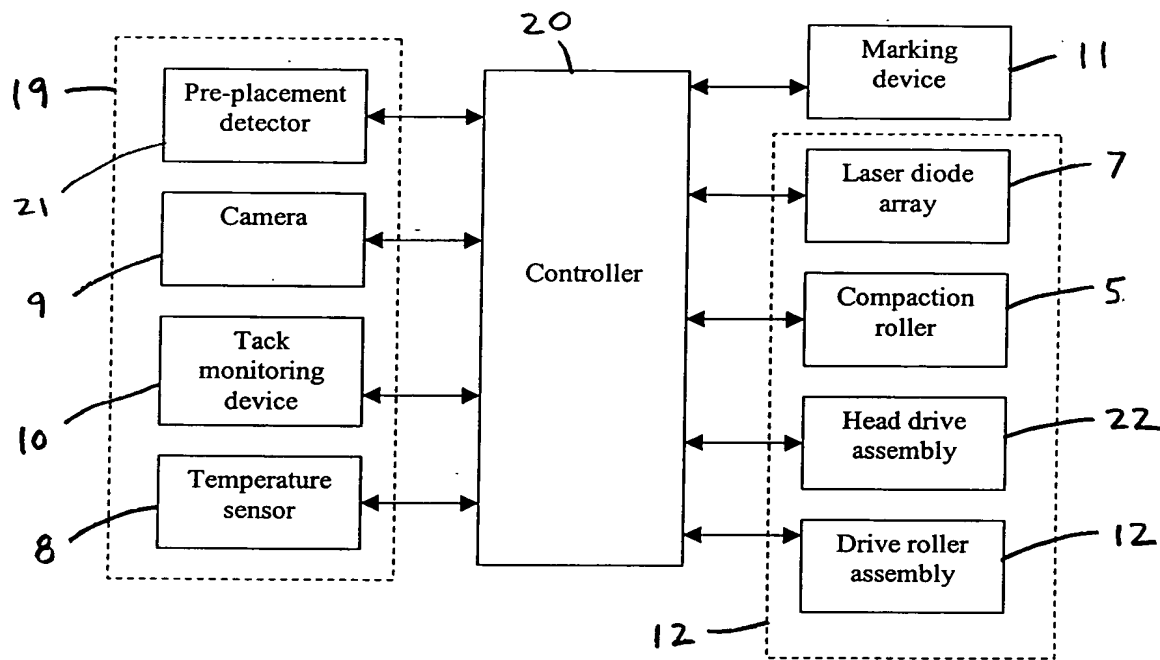 20
19
Pre-placement
detector
21
Camera
9
Tack
monitoring
device
10
Temperature
sensor
8
Controller
Marking
device
11
Laser diode
array
7
Compaction
roller
5.
Head drive
assembly
22
Drive roller
assembly
12
12